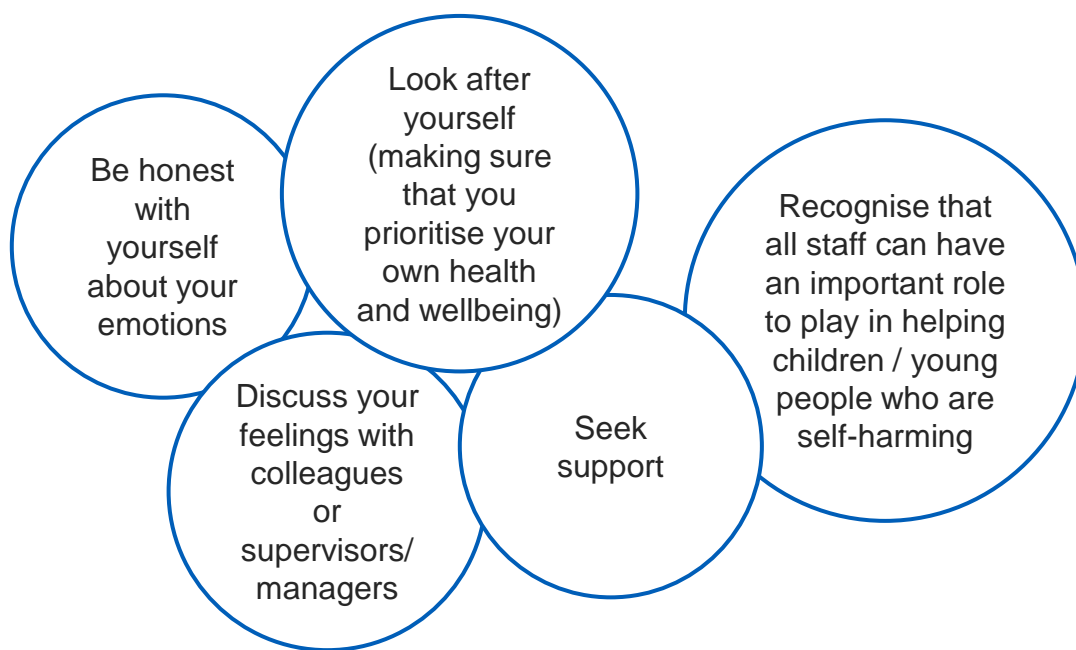 Be honest
with
yourself
about your
emotions
Look after
yourself
(making sure
that you
prioritise your
own health
and wellbeing)
Discuss your
feelings with
colleagues
or
supervisors/
managers
Seek
support
Recognise that
all staff can have
an important role
to play in helping
children / young
people who are
self-harming